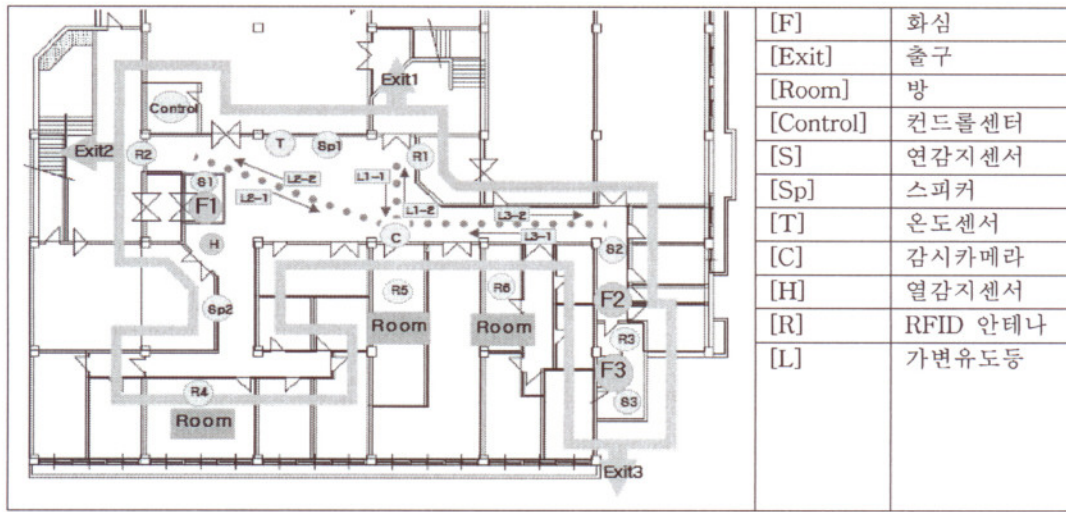 Exit1
Control
Exit2
R2
T
Sp1
R1
S1
L2-2
L1-1
F1
L2-1
L1-2
L3-2
H
C
L3-1
S2
Sp2
R5
R6
F2
Room
Room
R3
F3
R4
S3
Room
Exit3
[F] 화심
[Exit] 출구
[Room] 방
[Control] 컨드롤센터
[S] 연감지센서
[Sp] 스피커
[T] 온도센서
[C] 감시카메라
[H] 열감지센서
[R] RFID 안테나
[L] 가변유도등